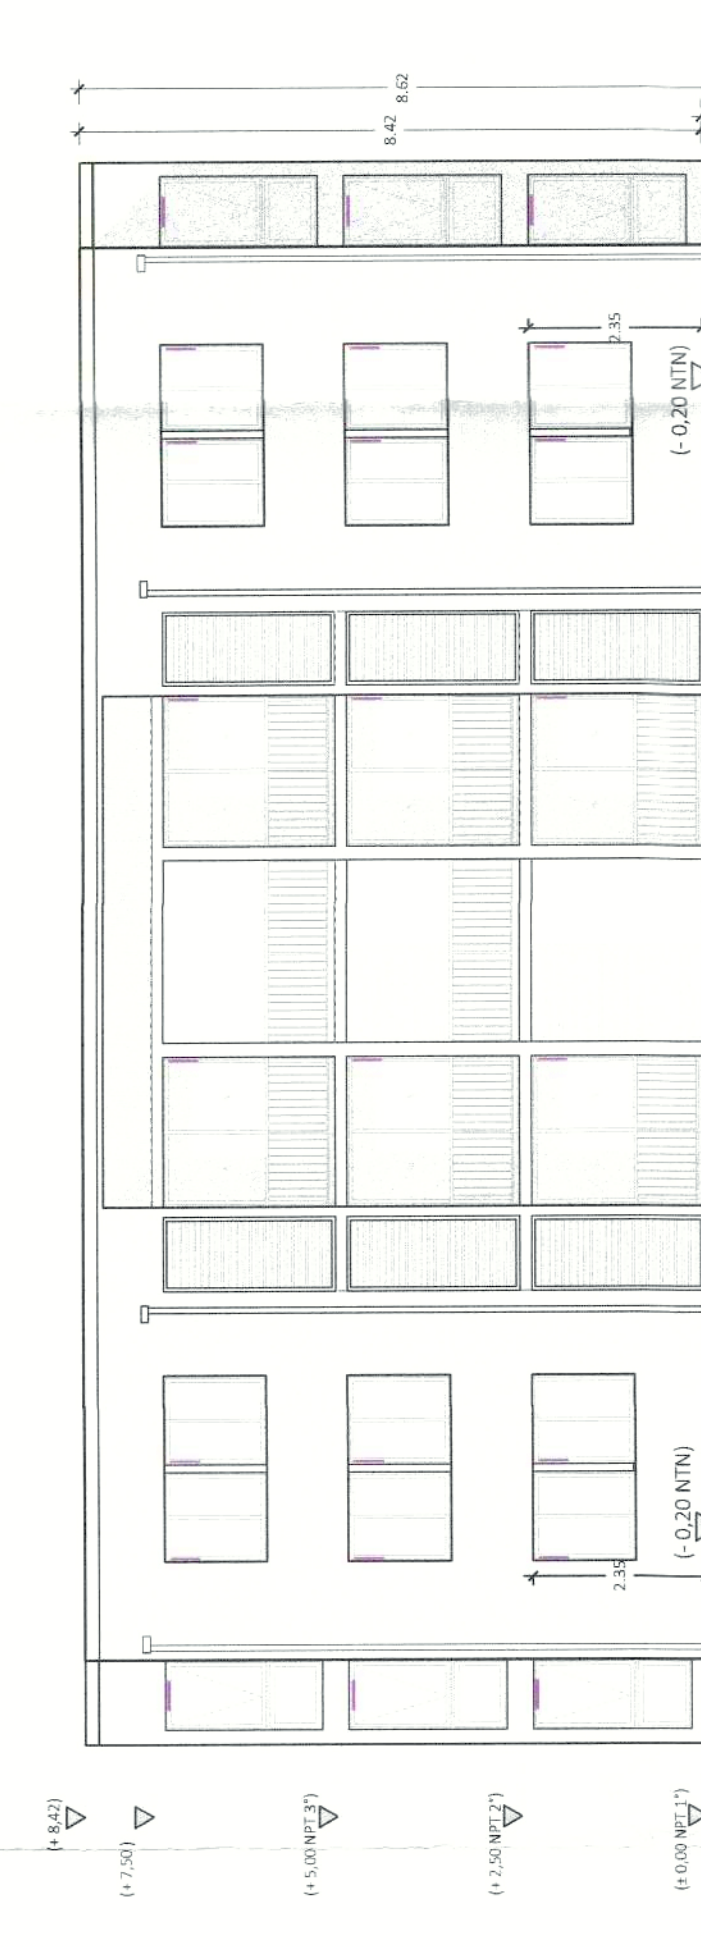 8.62
8.42
2.35
(- 0,20 NTN)
(- 0,20 NTN)
2.35
(+ 8,42)
(+ 7,50)
(+ 5,00 NPT 3°)
(+ 2,50 NPT 2°)
(± 0,00 NPT 1°)